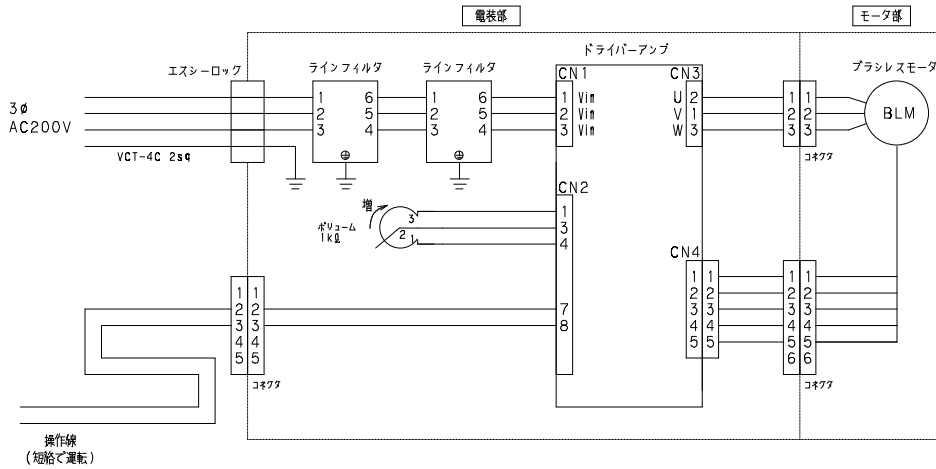 電装部
モータ部
ドライバーアンプ
エスシーロック
ラインフィルタ
ラインフィルタ
ブラシレスモータ
CN1
CN3
3φ
AC200V
1 6
2 5
3 4
1 6
2 5
3 4
1 Vin
2 Vin
3 Vin
U 2
V 1
W 3
1 1
2 2
3 3
BLM
コネクタ
VCT-4C 2sq
CN2
増
ボリューム
1kΩ
3
2
1
1
3
4
7
8
CN4
1 1
2 2
3 3
4 4
5 5
1 1
2 2
3 3
4 4
5 5
6 6
コネクタ
1 1
2 2
3 3
4 4
5 5
コネクタ
操作線
(短絡で運転)